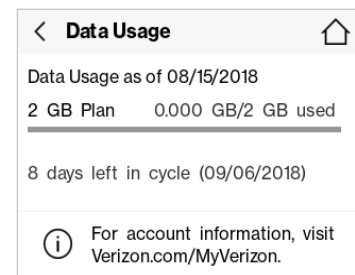 Data Usage
Data Usage as of 08/15/2018
2 GB Plan 0.000 GB/2 GB used
8 days left in cycle (09/06/2018)
For account information, visit
Verizon.com/MyVerizon.